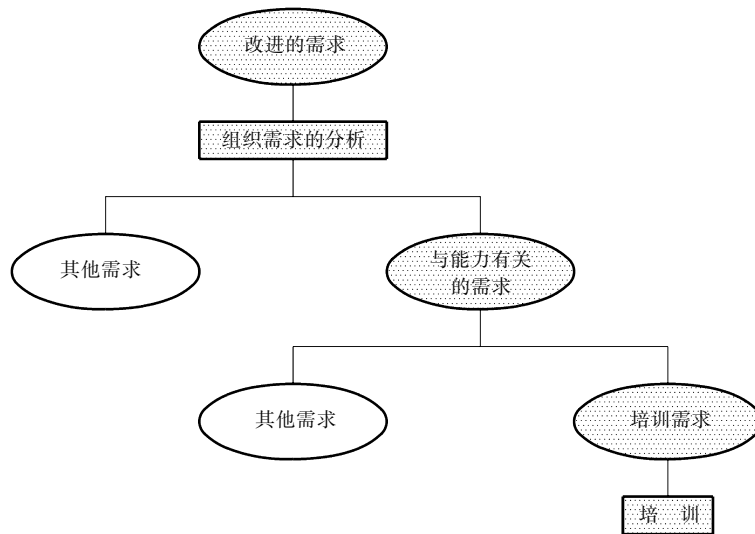 改进的需求
组织需求的分析
其他需求
与能力有关
的需求
其他需求
培训需求
培 训